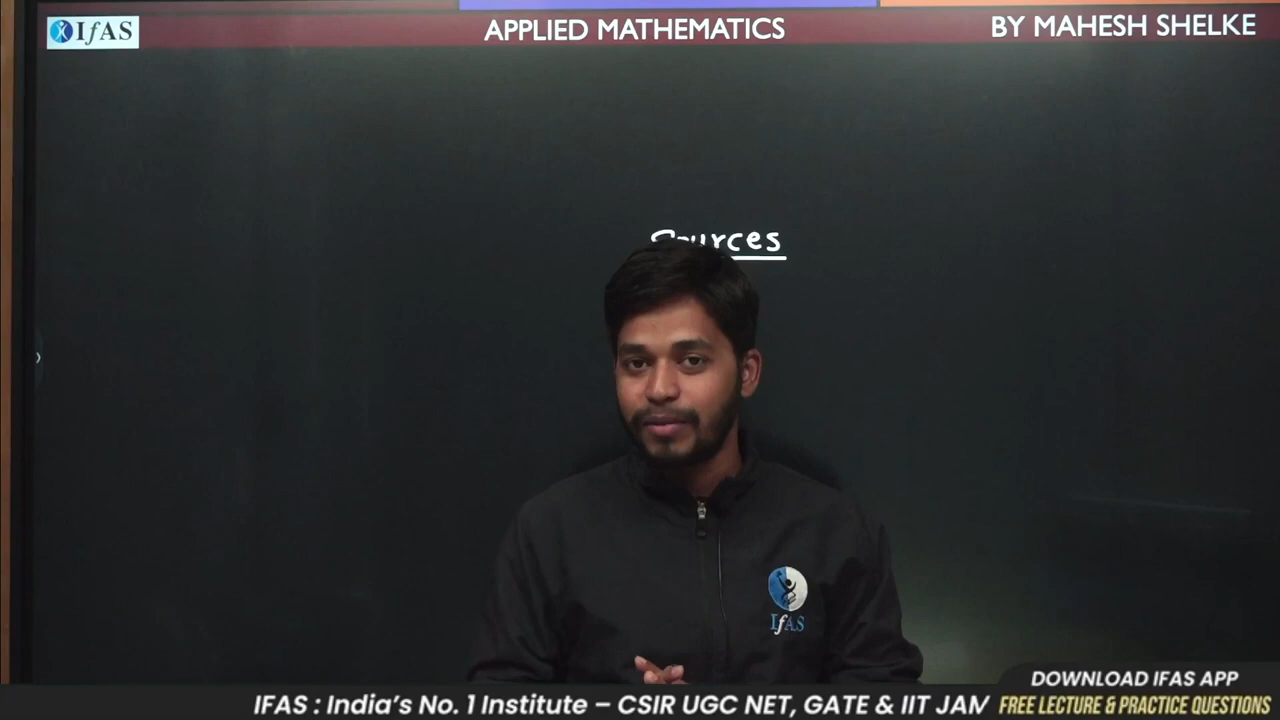 IfAS
APPLIED MATHEMATICS
BY MAHESH SHELKE
Sources
IfAS
DOWNLOAD IFAS APP
IFAS : India's No. 1 Institute – CSIR UGC NET, GATE & IIT JAM
FREE LECTURE & PRACTICE QUESTIONS